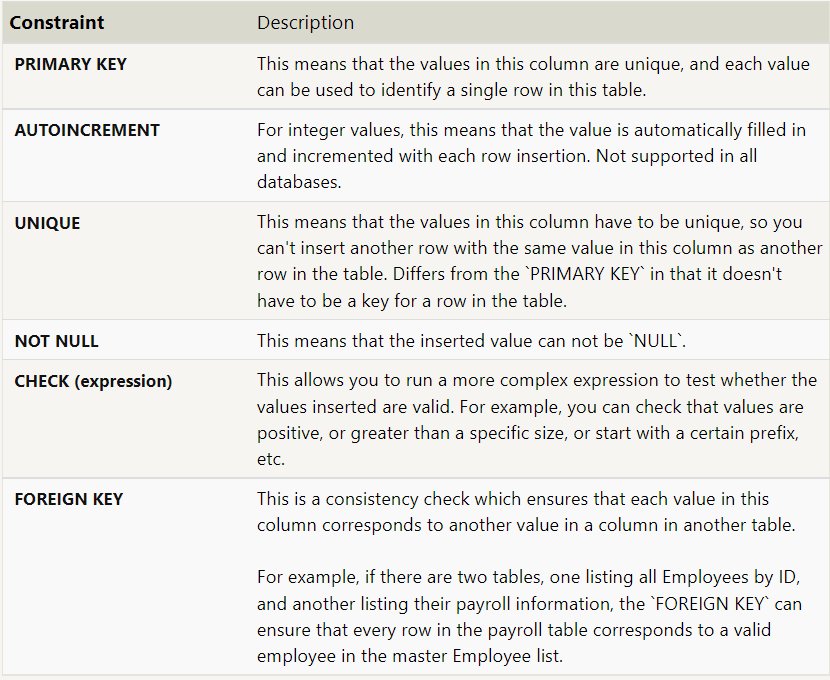 Constraint Description
PRIMARY KEY This means that the values in this column are unique, and each value
can be used to identify a single row in this table.
AUTOINCREMENT For integer values, this means that the value is automatically filled in
and incremented with each row insertion. Not supported in all
databases.
UNIQUE This means that the values in this column have to be unique, so you
can't insert another row with the same value in this column as another
row in the table. Differs from the `PRIMARY KEY` in that it doesn't
have to be a key for a row in the table.
NOT NULL This means that the inserted value can not be `NULL`.
CHECK (expression) This allows you to run a more complex expression to test whether the
values inserted are valid. For example, you can check that values are
positive, or greater than a specific size, or start with a certain prefix,
etc.
FOREIGN KEY This is a consistency check which ensures that each value in this
column corresponds to another value in a column in another table.
For example, if there are two tables, one listing all Employees by ID,
and another listing their payroll information, the `FOREIGN KEY` can
ensure that every row in the payroll table corresponds to a valid
employee in the master Employee list.